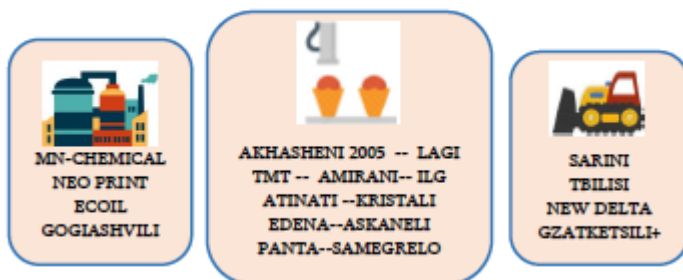 MN-CHEMICAL
NEO PRINT
ECOIL
GOGIASHVILI
AKHASHENI 2005 -- LAGI
TMT -- AMIRANI-- ILG
ATINATI --KRISTALI
EDENA--ASKANELI
PANTA--SAMEGRELO
SARINI
TBILISI
NEW DELTA
GZATKETSILI+